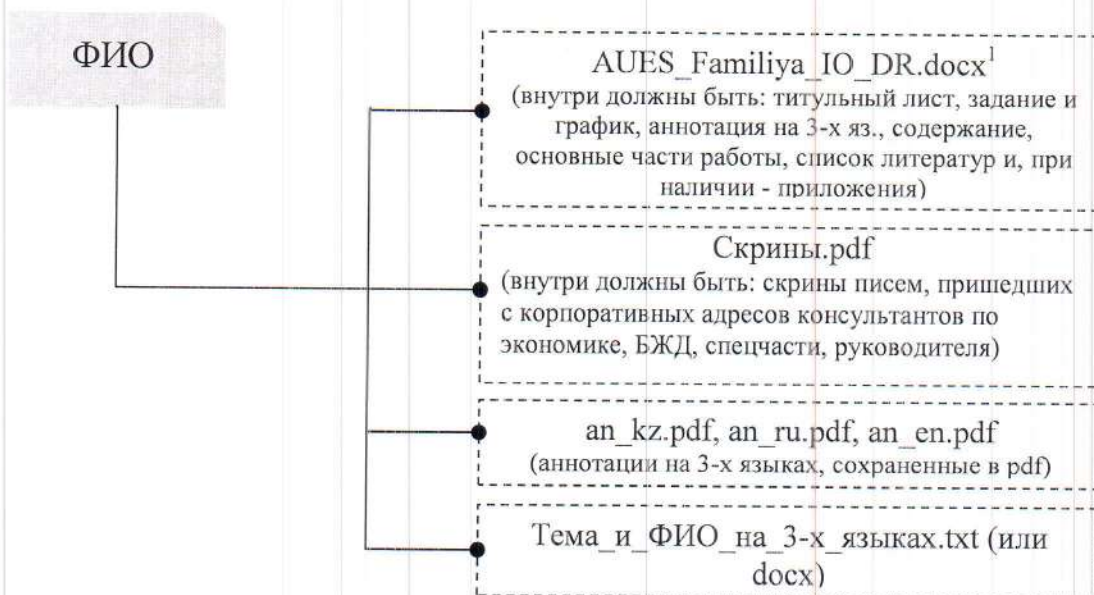 ФИО
AUES_Familiya_IO_DR.docx1
(внутри должны быть: титульный лист, задание и
график, аннотация на 3-х яз., содержание,
основные части работы, список литератур и, при
наличии - приложения)
Скрины.pdf
(внутри должны быть: скрины писем, пришедших
с корпоративных адресов консультантов по
экономике, БЖД, спецчасти, руководителя)
an_kz.pdf, an_ru.pdf, an_en.pdf
(аннотации на 3-х языках, сохраненные в pdf)
Тема_и_ФИО_на_3-х_языках.txt (или
docx)